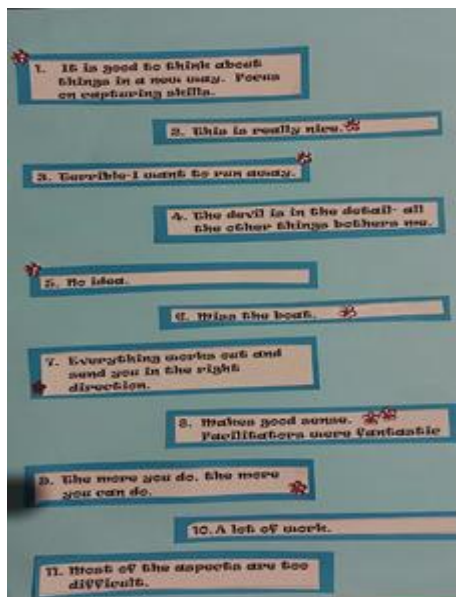 1. It is good to think about
things in a new way. Focus
on capturing skills.
2. This is really nice.
3. Terrible-I want to run away.
4. The devil is in the detail- all
the other things bothers me.
5. No idea.
6. Miss the boat.
7. Everything works out and
send you in the right
direction.
8. Makes good sense.
Facilitators were fantastic
9. The more you do, the more
you can do.
10. A lot of work.
11. Most of the aspects are too
difficult.